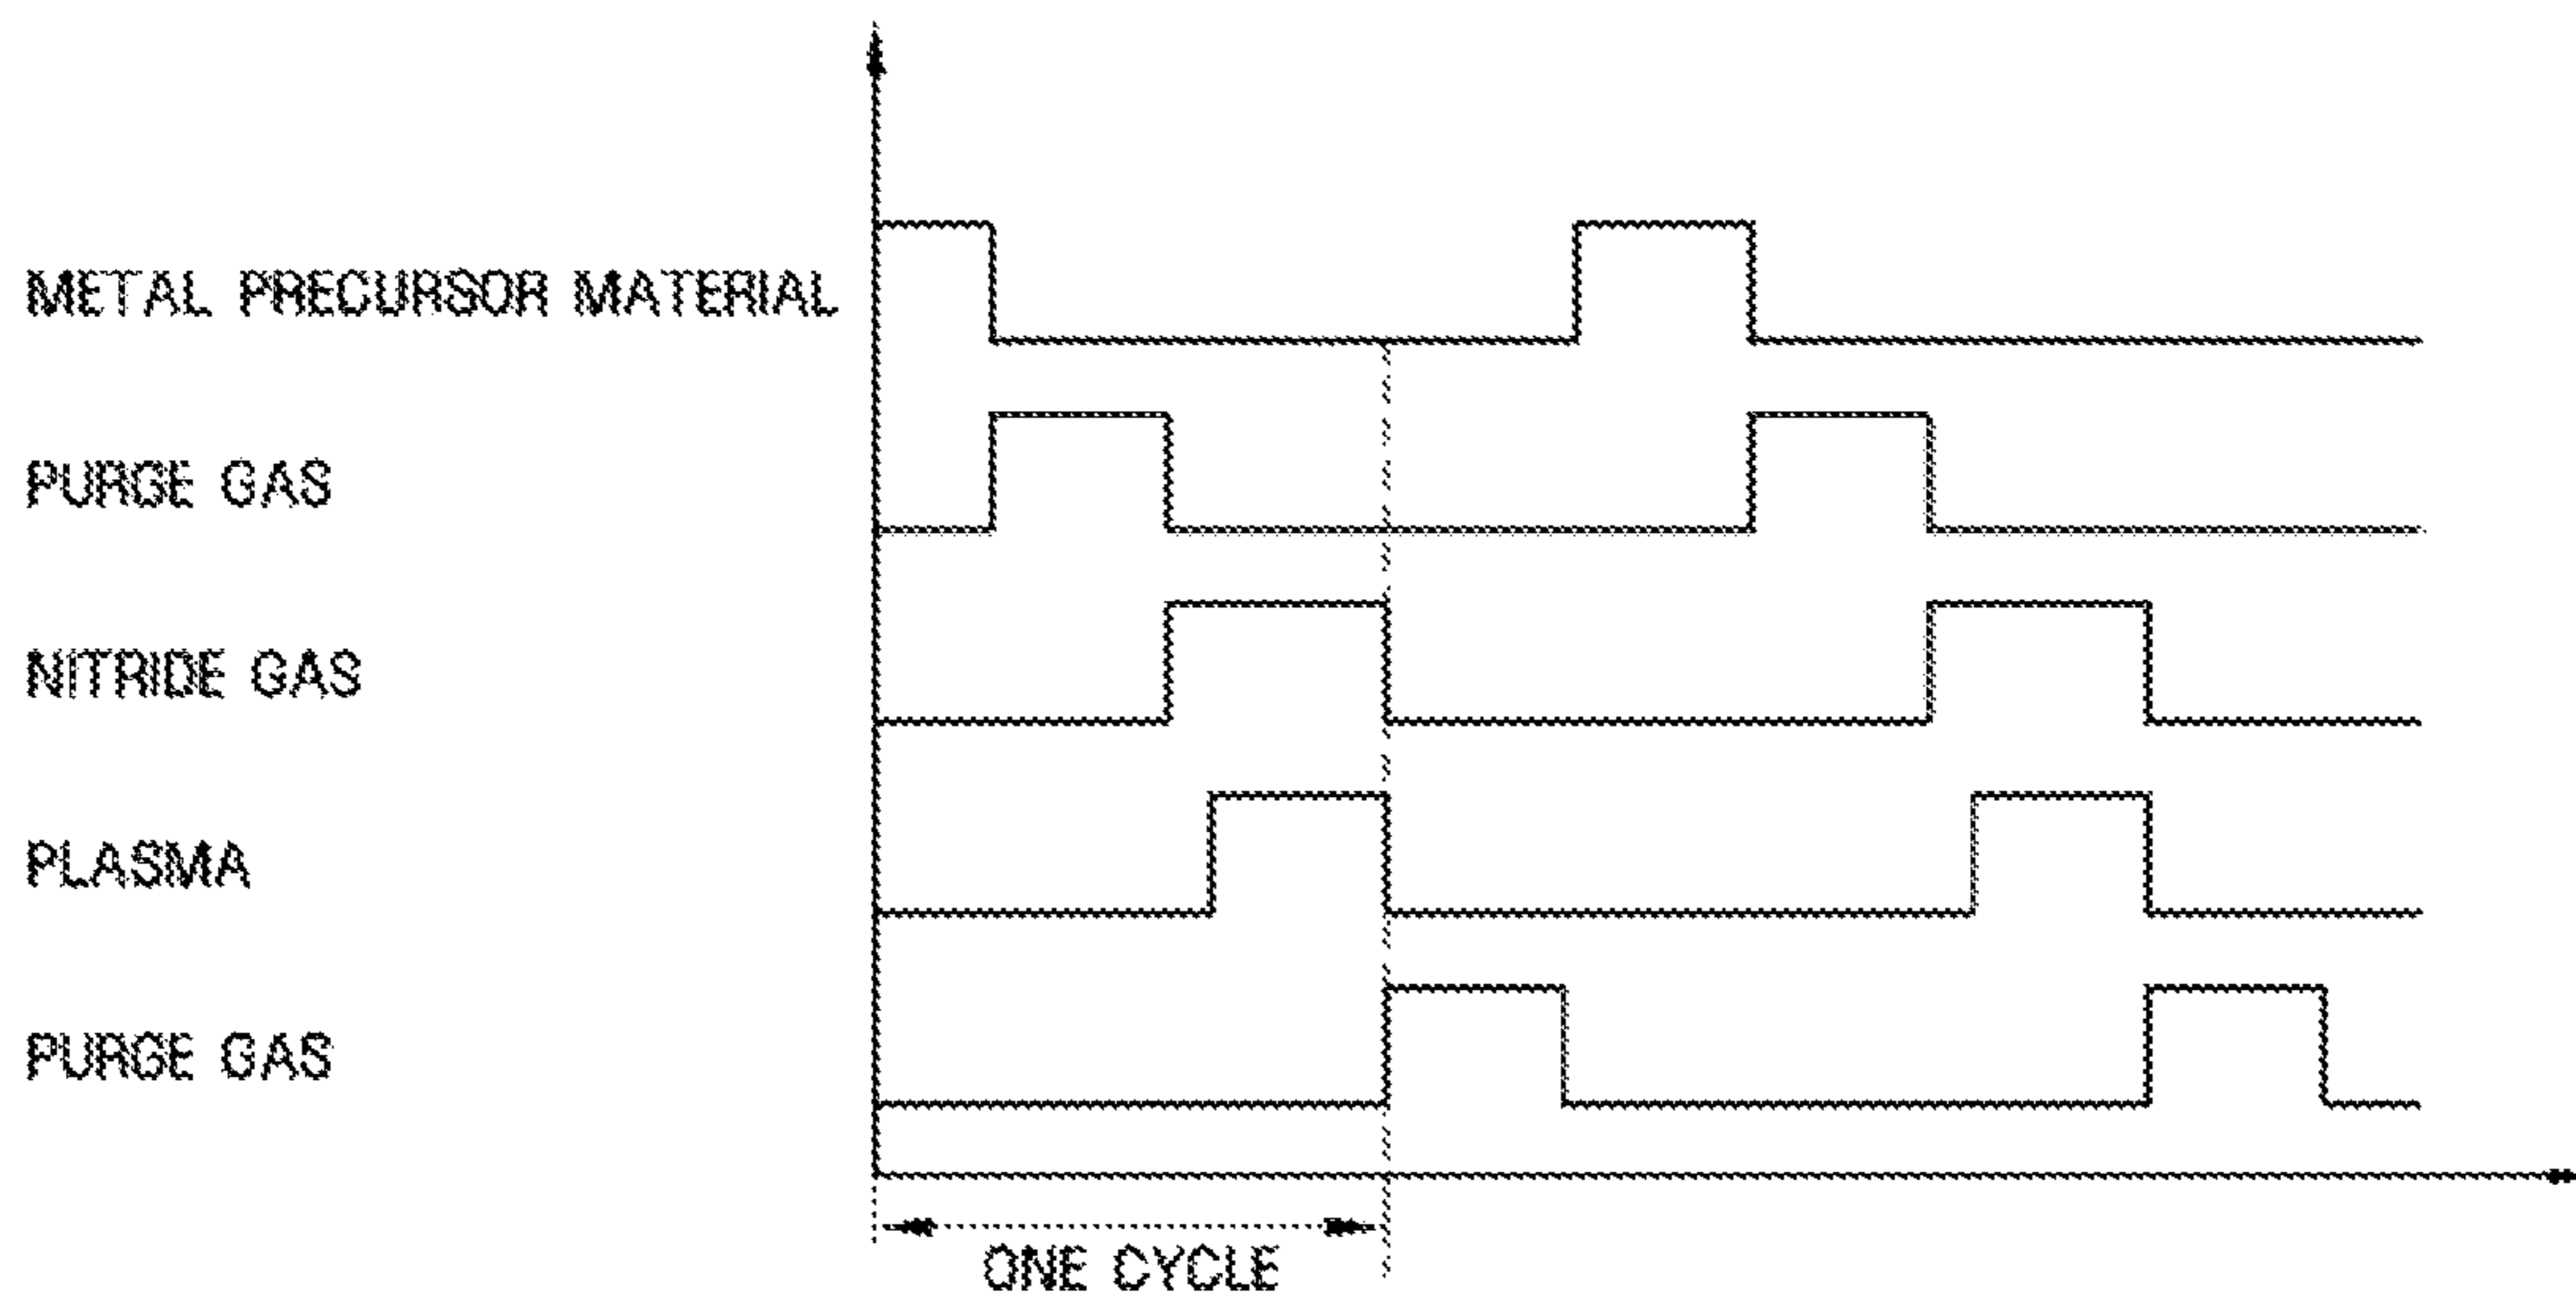 METAL PRECURSOR MATERIAL
PURGE GAS
NITRIDE GAS
PLASMA
PURGE GAS
ONE CYCLE